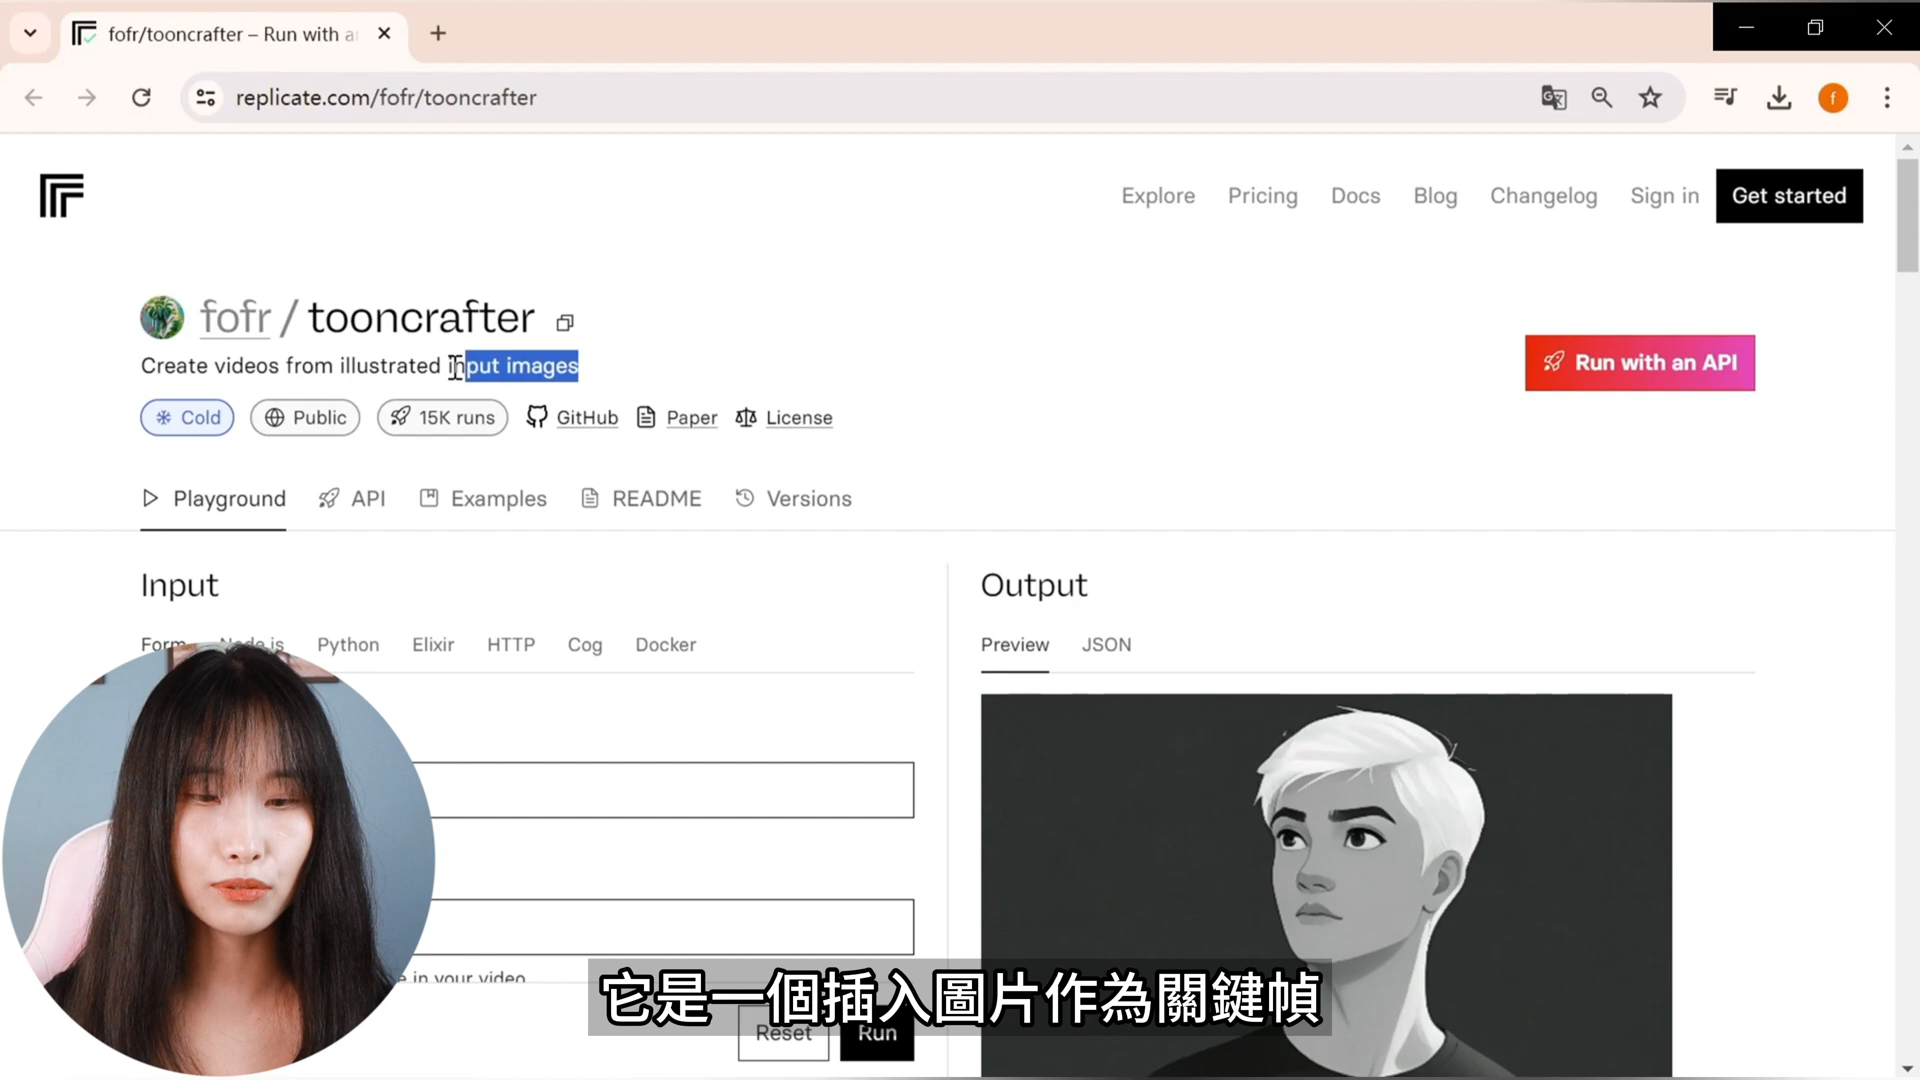 fofr/tooncrafter – Run with a
replicate.com/fofr/tooncrafter
f
Explore Pricing Docs Blog Changelog Sign in Get started
fofr / tooncrafter
Create videos from illustrated input images
Run with an API
Cold Public 15K runs GitHub Paper License
Playground API Examples README Versions
Input
Output
Form Node.js Python Elixir HTTP Cog Docker
Preview JSON
in your video
它是一個插入圖片作為關鍵幀
Reset Run